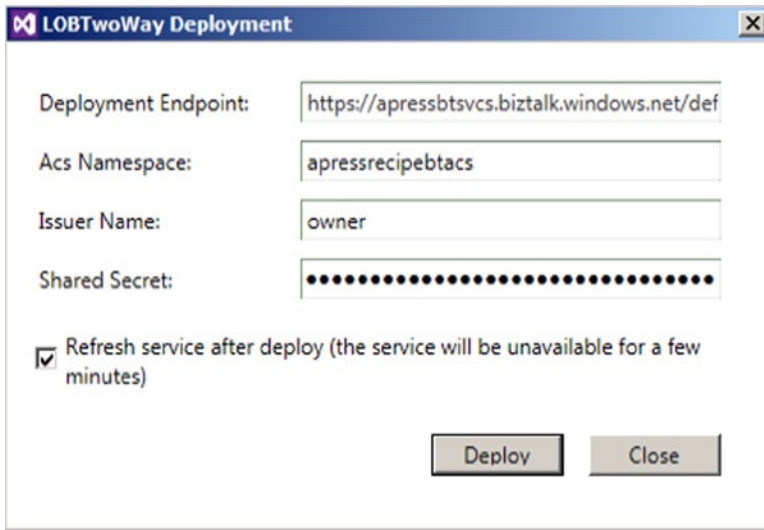 LOBTwoWay Deployment
Deployment Endpoint: https://apressbtsvcs.biztalk.windows.net/def
Acs Namespace: apressrecipebtacs
Issuer Name: owner
Shared Secret: ●●●●●●●●●●●●●●●●●●●●●●●●●●●●●●●●●
Refresh service after deploy (the service will be unavailable for a few
minutes)
Deploy Close